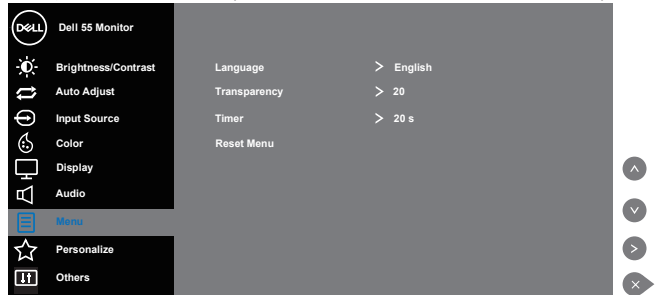 DELL Dell 55 Monitor
Brightness/Contrast Language > English
Auto Adjust Transparency > 20
Input Source Timer > 20 s
Color Reset Menu
Display
Audio
Menu
Personalize
Others